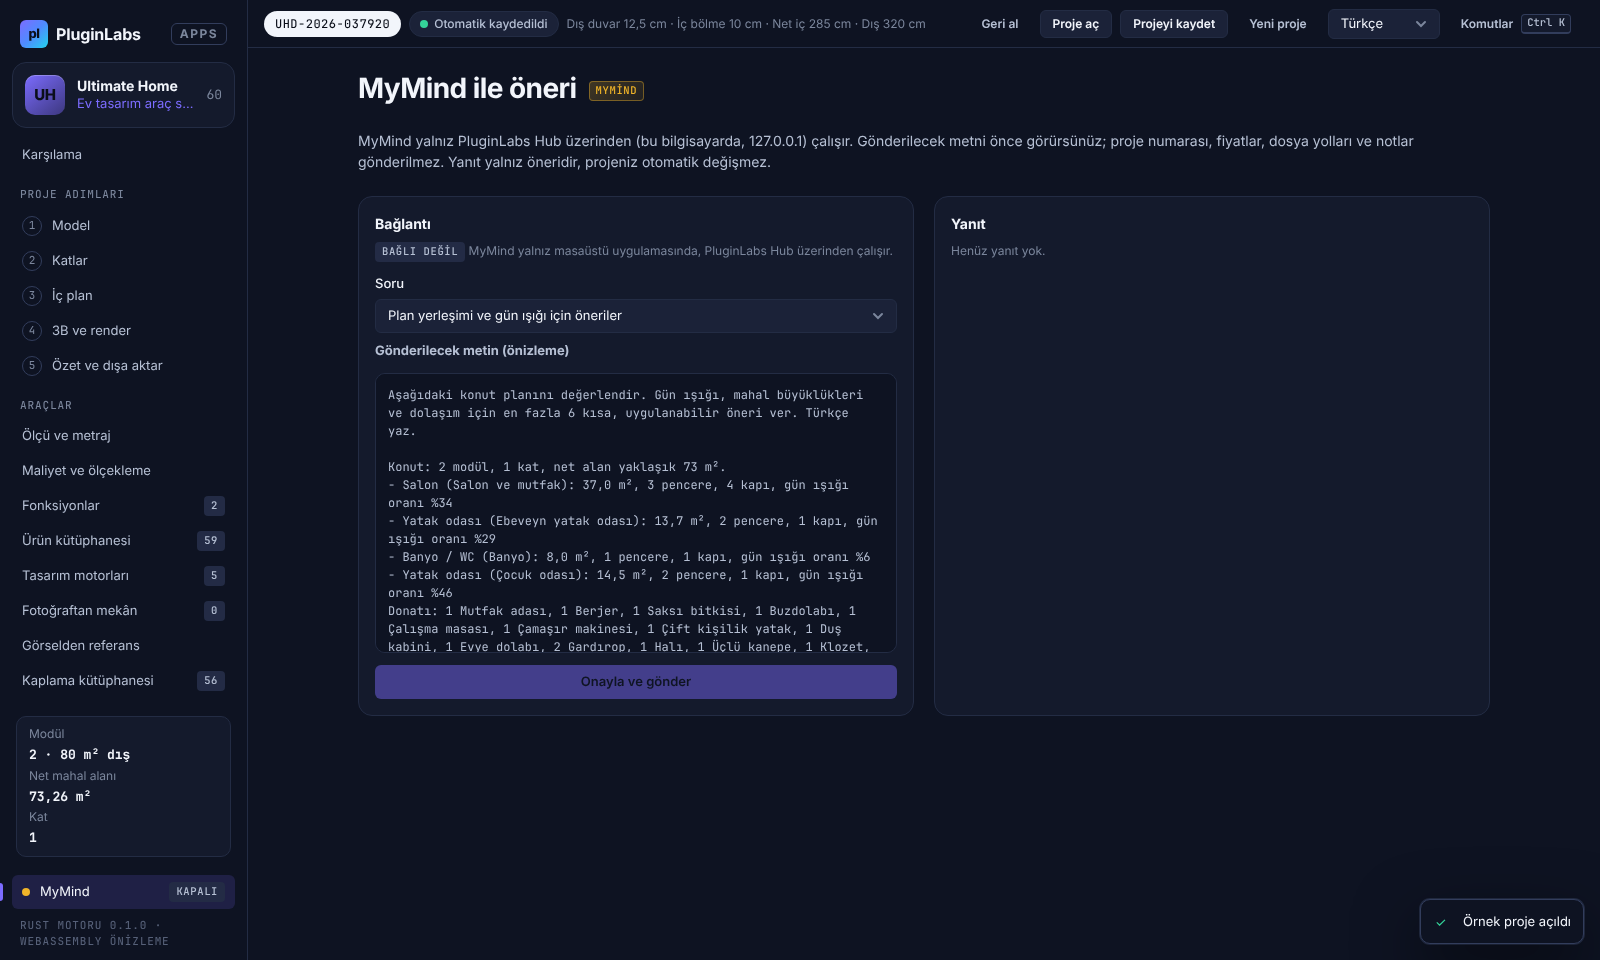 pl PluginLabs APPS
UH Ultimate Home 60
Ev tasarım araç s...
Karşılama
PROJE ADIMLARI
1 Model
2 Katlar
3 İç plan
4 3B ve render
5 Özet ve dışa aktar
ARAÇLAR
Ölçü ve metraj
Maliyet ve ölçekleme
Fonksiyonlar 2
Ürün kütüphanesi 59
Tasarım motorları 5
Fotoğraftan mekân 0
Görselden referans
Kaplama kütüphanesi 56
Modül
2 · 80 m² dış
Net mahal alanı
73,26 m²
Kat
1
MyMind KAPALI
RUST MOTORU 0.1.0 ·
WEBASSEMBLY ÖNİZLEME
UHD-2026-037920 Otomatik kaydedildi Dış duvar 12,5 cm · İç bölme 10 cm · Net iç 285 cm · Dış 320 cm Geri al Proje aç Projeyi kaydet Yeni proje Türkçe Komutlar Ctrl K
MyMind ile öneri MYMİND
MyMind yalnız PluginLabs Hub üzerinden (bu bilgisayarda, 127.0.0.1) çalışır. Gönderilecek metni önce görürsünüz; proje numarası, fiyatlar, dosya yolları ve notlar
gönderilmez. Yanıt yalnız öneridir, projeniz otomatik değişmez.
Bağlantı
BAĞLI DEĞİL MyMind yalnız masaüstü uygulamasında, PluginLabs Hub üzerinden çalışır.
Soru
Plan yerleşimi ve gün ışığı için öneriler
Gönderilecek metin (önizleme)
Aşağıdaki konut planını değerlendir. Gün ışığı, mahal büyüklükleri
ve dolaşım için en fazla 6 kısa, uygulanabilir öneri ver. Türkçe
yaz.
Konut: 2 modül, 1 kat, net alan yaklaşık 73 m².
- Salon (Salon ve mutfak): 37,0 m², 3 pencere, 4 kapı, gün ışığı
oranı %34
- Yatak odası (Ebeveyn yatak odası): 13,7 m², 2 pencere, 1 kapı, gün
ışığı oranı %29
- Banyo / WC (Banyo): 8,0 m², 1 pencere, 1 kapı, gün ışığı oranı %6
- Yatak odası (Çocuk odası): 14,5 m², 2 pencere, 1 kapı, gün ışığı
oranı %46
Donatı: 1 Mutfak adası, 1 Berjer, 1 Saksı bitkisi, 1 Buzdolabı, 1
Çalışma masası, 1 Çamaşır makinesi, 1 Çift kişilik yatak, 1 Duş
kabini, 1 Evye dolabı, 2 Gardırop, 1 Halı, 1 Üçlü kanepe, 1 Klozet,
Onayla ve gönder
Yanıt
Henüz yanıt yok.
Örnek proje açıldı